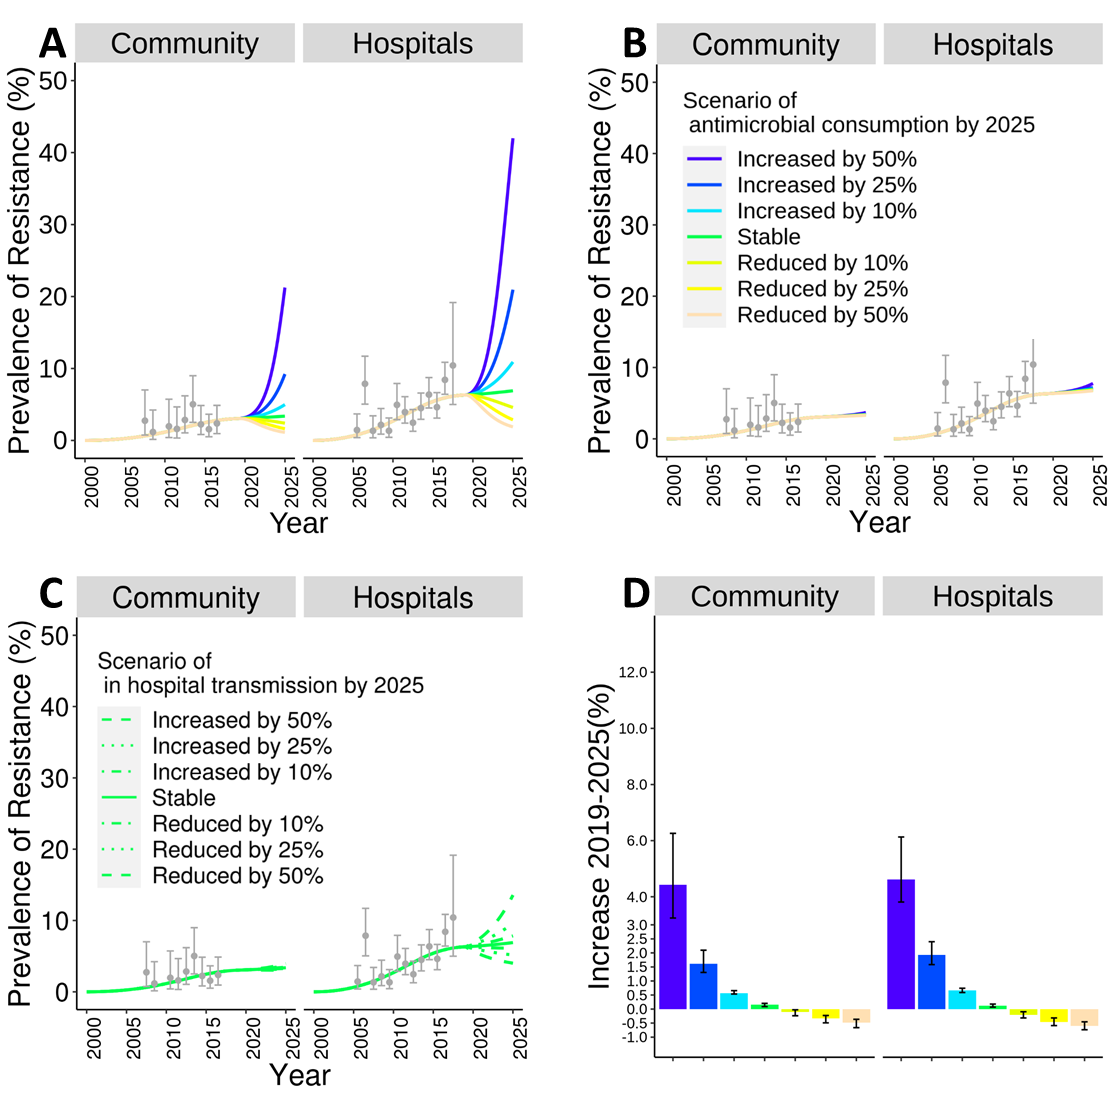 A
Community
Hospitals
Prevalence of Resistance (%)
50
40
30
20
10
0
2000
2005
2010
2015
2020
2025
2000
2005
2010
2015
2020
2025
Year
B
Community
Hospitals
Prevalence of Resistance (%)
50
40
30
20
10
0
Scenario of
antimicrobial consumption by 2025
Increased by 50%
Increased by 25%
Increased by 10%
Stable
Reduced by 10%
Reduced by 25%
Reduced by 50%
2000
2005
2010
2015
2020
2025
2000
2005
2010
2015
2020
2025
Year
C
Community
Hospitals
Prevalence of Resistance (%)
50
40
30
20
10
0
Scenario of
in hospital transmission by 2025
Increased by 50%
Increased by 25%
Increased by 10%
Stable
Reduced by 10%
Reduced by 25%
Reduced by 50%
2000
2005
2010
2015
2020
2025
2000
2005
2010
2015
2020
2025
Year
D
Community
Hospitals
Increase 2019-2025(%)
12.0
10.0
8.0
6.0
4.0
3.0
2.5
2.0
1.5
1.0
0.5
0.0
-0.5
-1.0